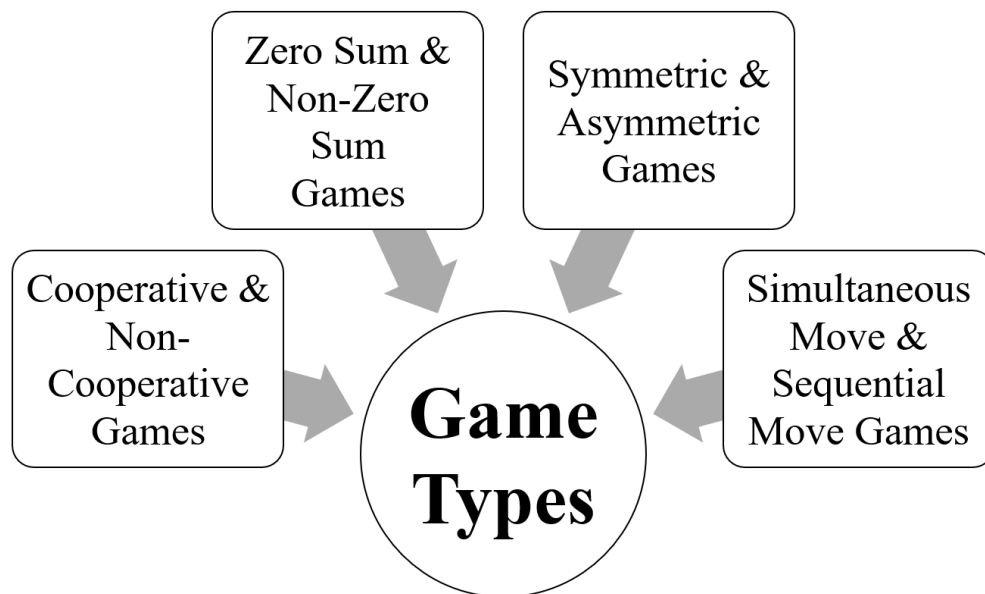 Zero Sum &
Non-Zero
Sum
Games
Symmetric &
Asymmetric
Games
Cooperative &
Non-
Cooperative
Games
Simultaneous
Move &
Sequential
Move Games
Game
Types